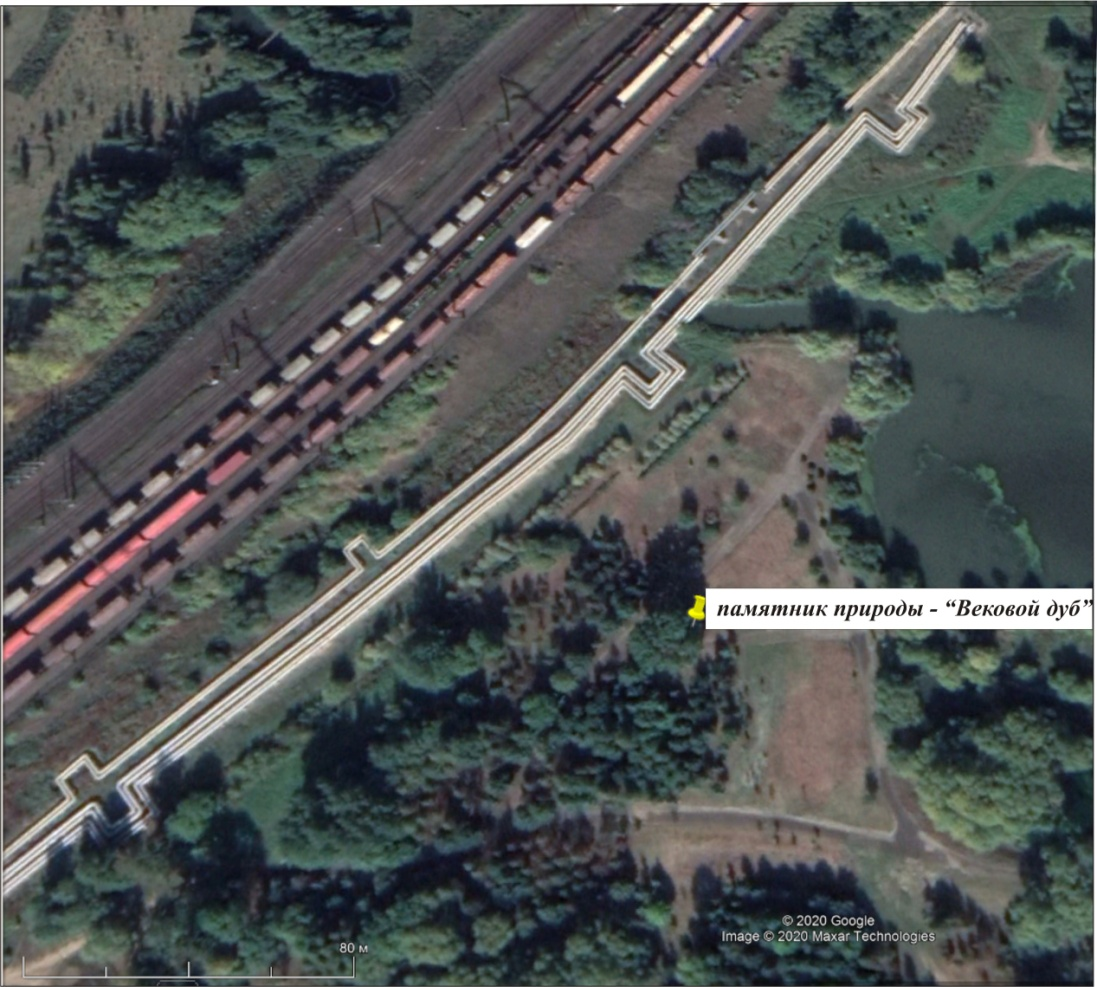 памятник природы - “Вековой дуб”
© 2020 Google
Image © 2020 Maxar Technologies
80 м